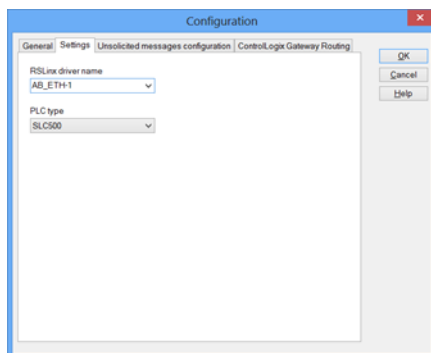 Configuration
General Settings Unsolicited messages configuration ControlLogix Gateway Routing
OK
Cancel
Help
RSLinx driver name
AB_ETH-1
PLC type
SLC500